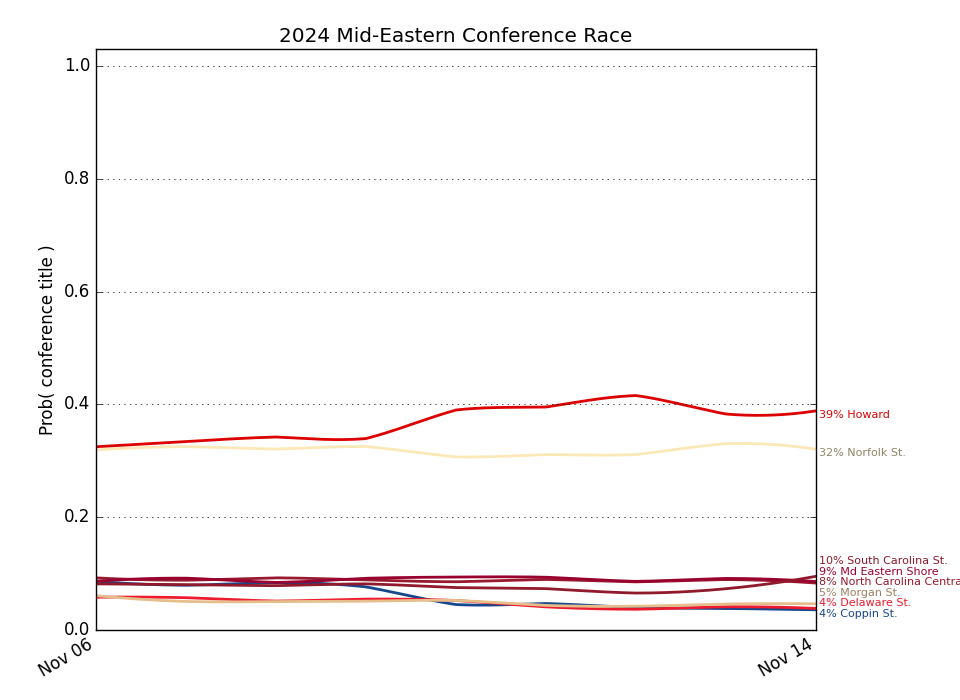 2024 Mid-Eastern Conference Race
Prob( conference title )
1.0
0.8
0.6
0.4
0.2
0.0
Nov 06
Nov 14
39% Howard
32% Norfolk St.
10% South Carolina St.
9% Md Eastern Shore
8% North Carolina Centra
5% Morgan St.
4% Delaware St.
4% Coppin St.